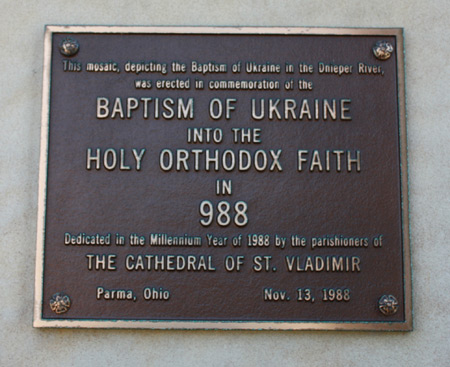 This mosaic, depicting the Baptism of Ukraine in the Dnieper River,
was erected in commemoration of the
BAPTISM OF UKRAINE
INTO THE
HOLY ORTHODOX FAITH
IN
988
Dedicated in the Millennium Year of 1988 by the parishioners of
THE CATHEDRAL OF ST. VLADIMIR
Parma, Ohio Nov. 13, 1988